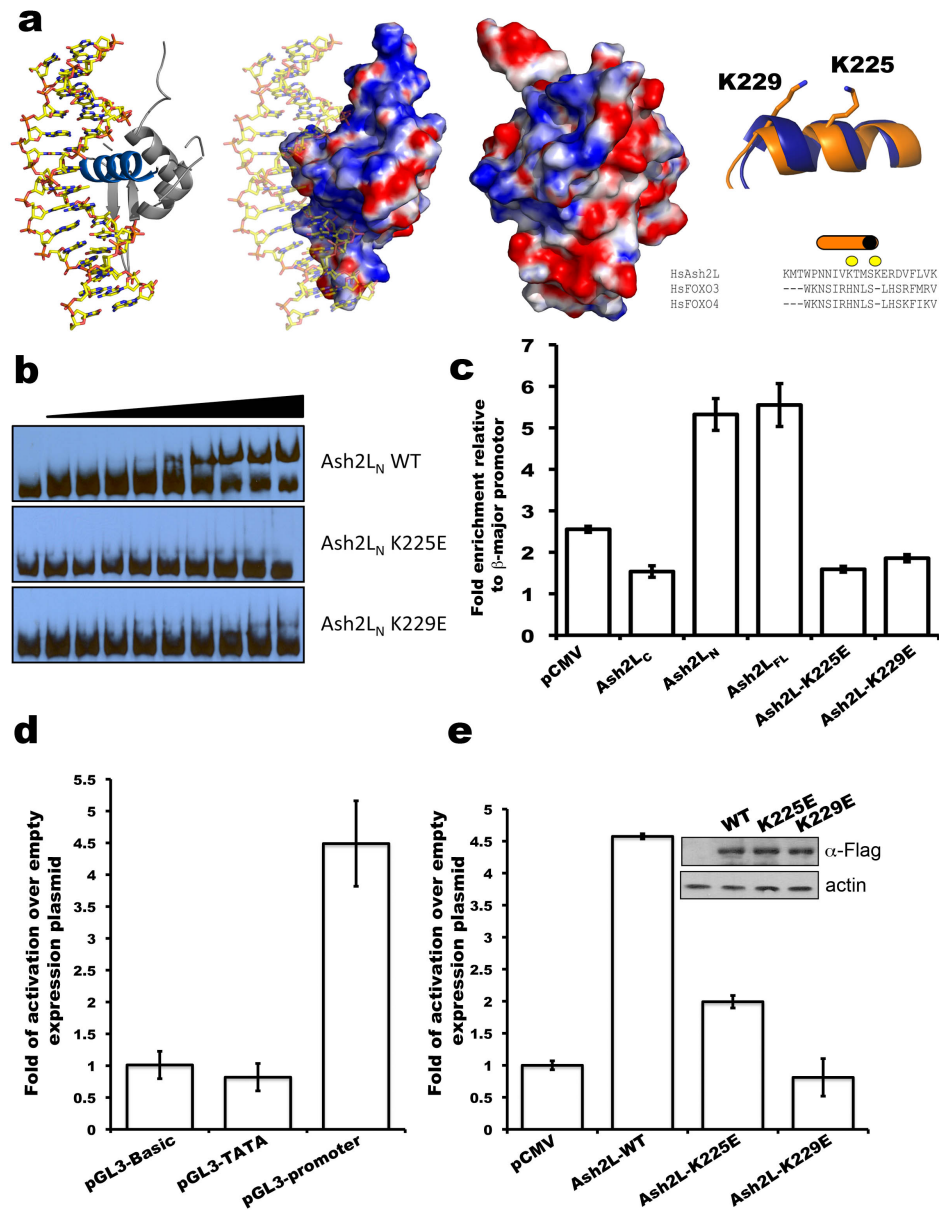 a
K229
K225
HsAsh2L KMTWPNNIVKTMSKERDVFLVK
HsFOXO3 ---WKNSIRHNLS-LHSRFMRV
HsFOXO4 ---WKNSIRHNLS-LHSKFIKV
b
Ash2LN WT
Ash2LN K225E
Ash2LN K229E
c
Fold enrichment relative
to β-major promotor
7
6
5
4
3
2
1
0
pCMV
Ash2LC
Ash2LN
Ash2LFL
Ash2L-K225E
Ash2L-K229E
d
Fold of activation over empty
expression plasmid
5.5
5
4.5
4
3.5
3
2.5
2
1.5
1
0.5
0
pGL3-Basic
pGL3-TATA
pGL3-promoter
e
Fold of activation over empty
expression plasmid
5
4.5
4
3.5
3
2.5
2
1.5
1
0.5
0
WT
K225E
K229E
α-Flag
actin
pCMV
Ash2L-WT
Ash2L-K225E
Ash2L-K229E